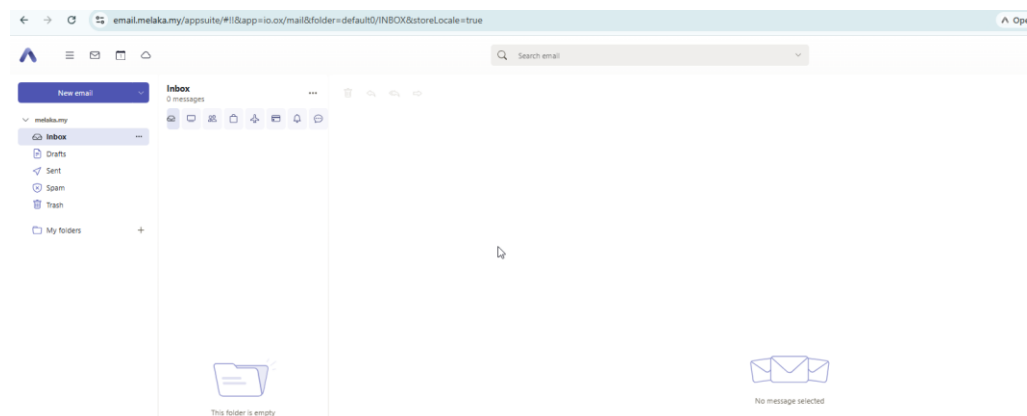 email.melaka.my/appsuite/#!!&app=io.ox/mail&folder=default0/INBOX&storeLocale=true
Ope
Search email
New email
Inbox
0 messages
melaka.my
Inbox
Drafts
Sent
Spam
Trash
My folders
This folder is empty
No message selected